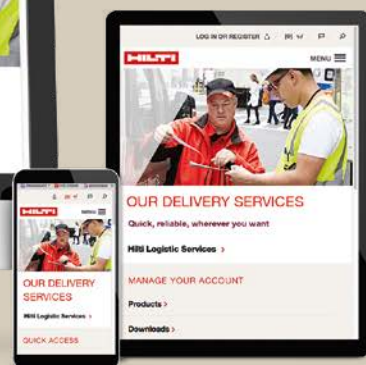 LOG IN OR REGISTER
HILTI
MENU
OUR DELIVERY SERVICES
Quick, reliable, wherever you want
Hilti Logistic Services >
MANAGE YOUR ACCOUNT
Products >
Downloads >
HILTI
MENU
OUR DELIVERY
SERVICES
Hilti Logistic Services >
QUICK ACCESS